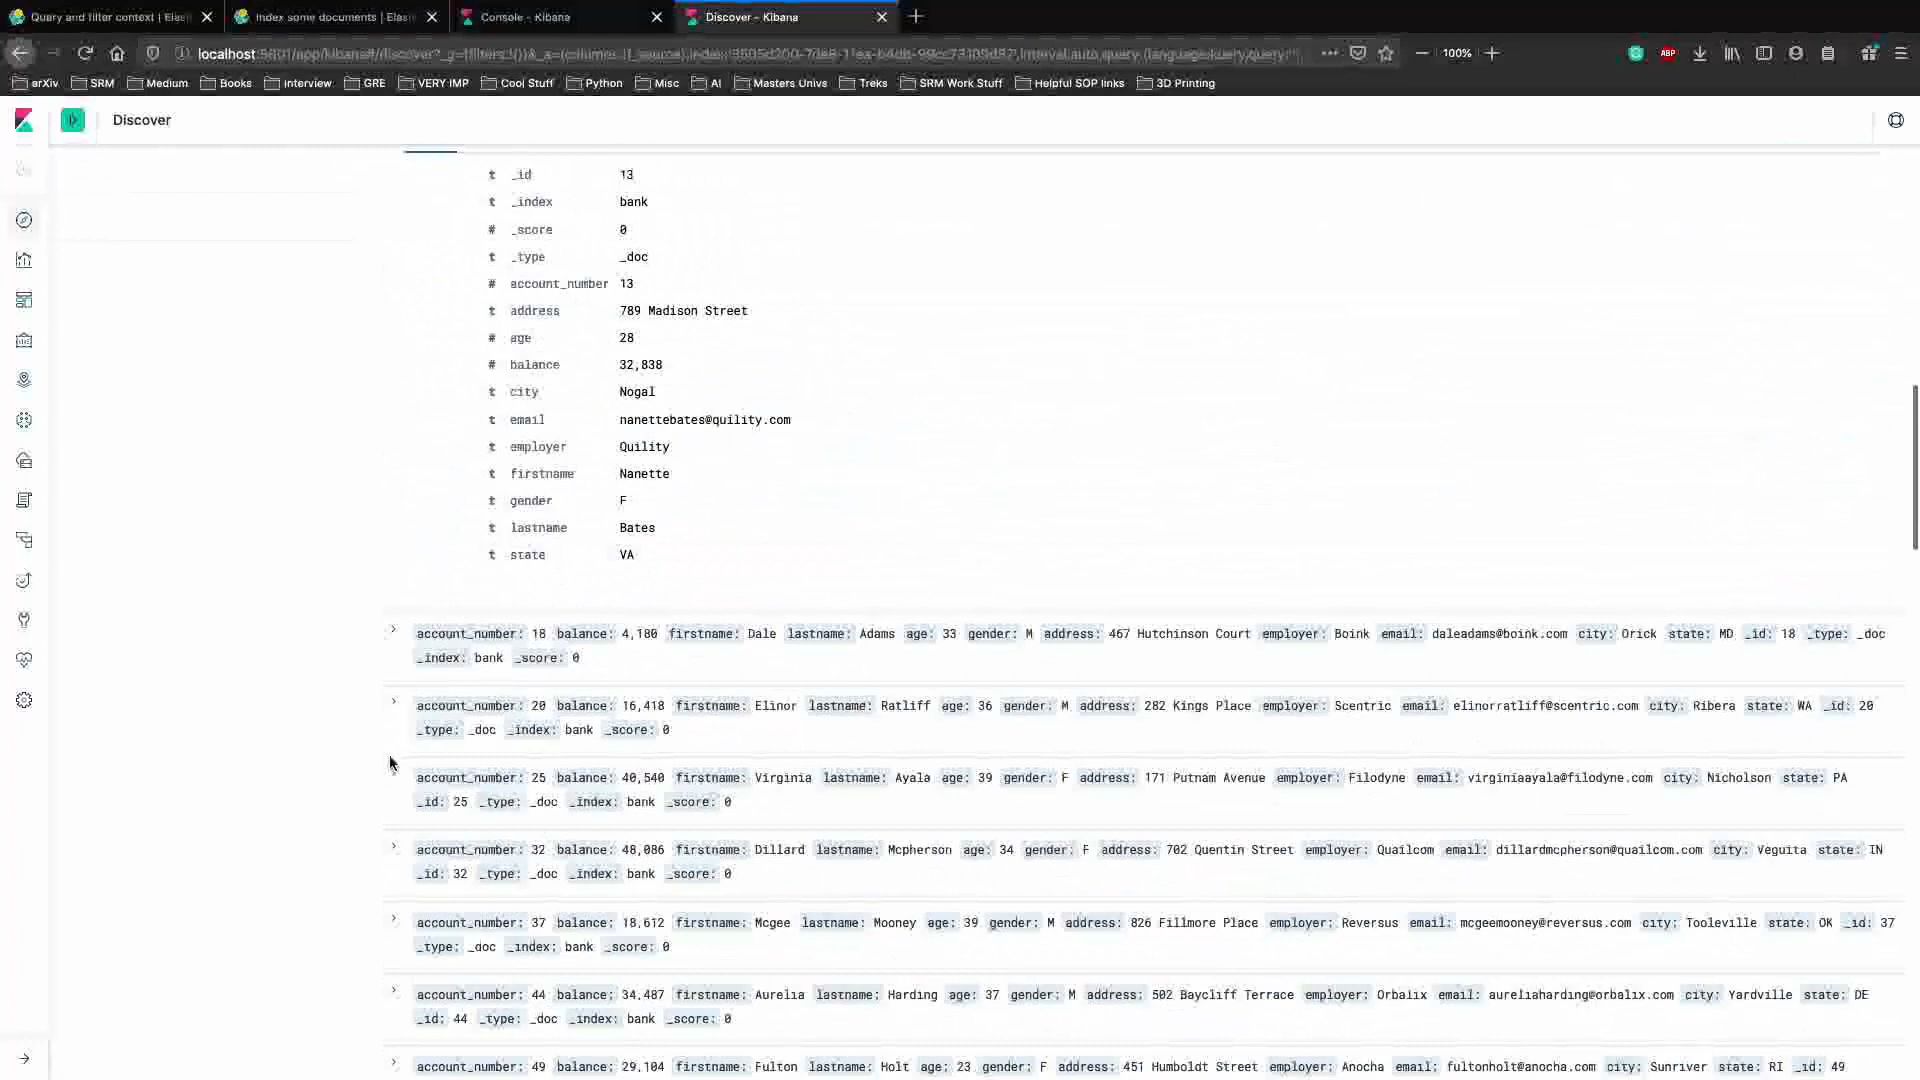 Query and filter context | Elas
Index some documents | Elas
Console - Kibana
Discover - Kibana
100%
ABP
arXiv SRM Medium Books Interview GRE VERY IMP Cool Stuff Python Misc AI Masters Univs Treks SRM Work Stuff Helpful SOP links 3D Printing
Discover
t _id 13
t _index bank
# _score 0
t _type _doc
# account_number 13
t address 789 Madison Street
# age 28
# balance 32,838
t city Nogal
t email nanettebates@quility.com
t employer Quility
t firstname Nanette
t gender F
t lastname Bates
t state VA
account_number: 18 balance: 4,180 firstname: Dale lastname: Adams age: 33 gender: M address: 467 Hutchinson Court employer: Boink email: daleadams@boink.com city: Orick state: MD _id: 18 _type: _doc
_index: bank _score: 0
account_number: 20 balance: 16,418 firstname: Elinor lastname: Ratliff age: 36 gender: M address: 282 Kings Place employer: Scentric email: elinorratliff@scentric.com city: Ribera state: WA _id: 20
_type: _doc _index: bank _score: 0
account_number: 25 balance: 40,540 firstname: Virginia lastname: Ayala age: 39 gender: F address: 171 Putnam Avenue employer: Filodyne email: virginiaayala@filodyne.com city: Nicholson state: PA
_id: 25 _type: _doc _index: bank _score: 0
account_number: 32 balance: 48,086 firstname: Dillard lastname: Mcpherson age: 34 gender: F address: 702 Quentin Street employer: Quailcom email: dillardmcpherson@quailcom.com city: Veguita state: IN
_id: 32 _type: _doc _index: bank _score: 0
account_number: 37 balance: 18,612 firstname: Mcgee lastname: Mooney age: 39 gender: M address: 826 Fillmore Place employer: Reversus email: mcgeemooney@reversus.com city: Tooleville state: OK _id: 37
_type: _doc _index: bank _score: 0
account_number: 44 balance: 34,487 firstname: Aurelia lastname: Harding age: 37 gender: M address: 502 Baycliff Terrace employer: Orbalix email: aureliaharding@orbalix.com city: Yardville state: DE
_id: 44 _type: _doc _index: bank _score: 0
account_number: 49 balance: 29,104 firstname: Fulton lastname: Holt age: 23 gender: F address: 451 Humboldt Street employer: Anocha email: fultonholt@anocha.com city: Sunriver state: RI _id: 49